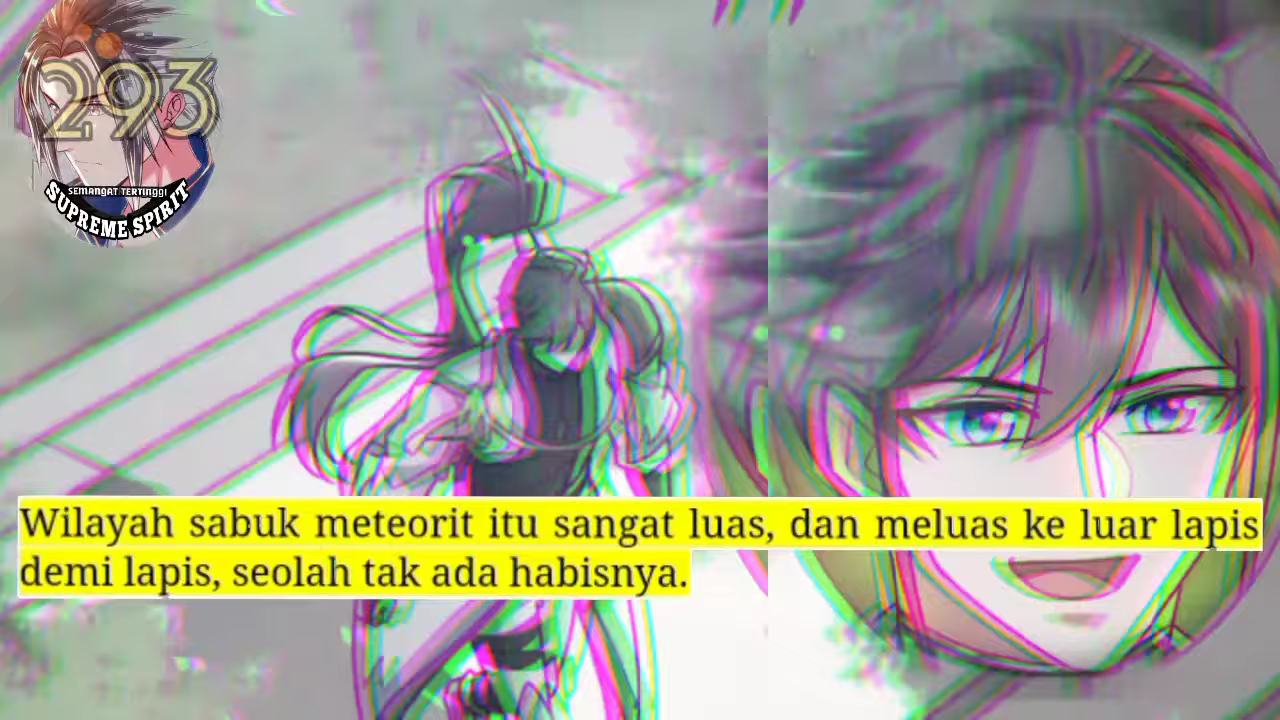 293
SEMANGAT TERTINGGI
SUPREME SPIRIT
Wilayah sabuk meteorit itu sangat luas, dan meluas ke luar lapis
demi lapis, seolah tak ada habisnya.